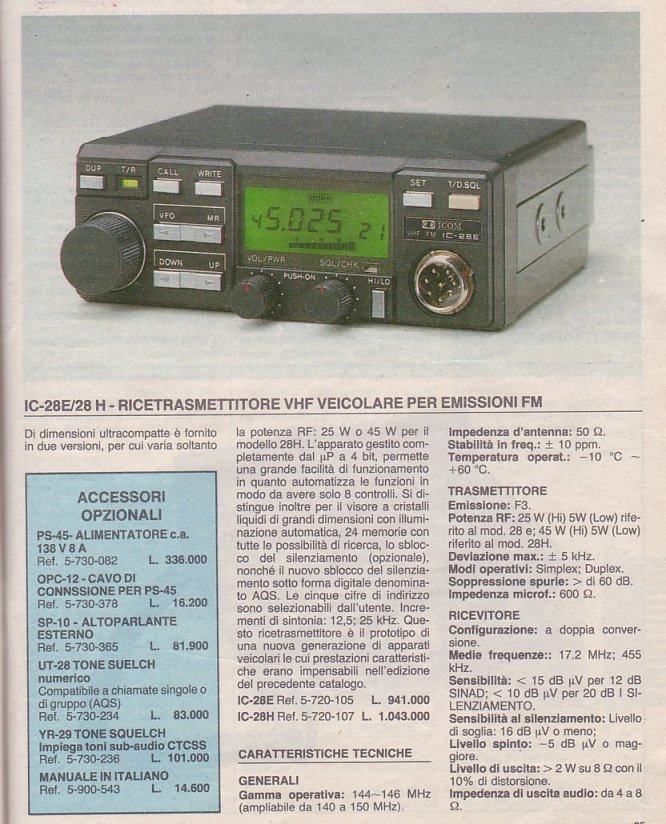 DUP T/R CALL WRITE
SET T/D.SQL
VFO MR
DUP
45.025 21
ICOM
VHF FM IC-28E
DOWN UP
VOL/PWR SQL/CHK
PUSH-ON HI/LO
IC-28E/28 H - RICETRASMETTITORE VHF VEICOLARE PER EMISSIONI FM
Di dimensioni ultracompatte è fornito
in due versioni, per cui varia soltanto
ACCESSORI
OPZIONALI
PS-45- ALIMENTATORE c.a.
138 V 8 A
Ref. 5-730-082 L. 336.000
OPC-12 - CAVO DI
CONNSSIONE PER PS-45
Ref. 5-730-378 L. 16.200
SP-10 - ALTOPARLANTE
ESTERNO
Ref. 5-730-365 L. 81.900
UT-28 TONE SUELCH
numerico
Compatibile a chiamate singole o
di gruppo (AQS)
Ref. 5-730-234 L. 83.000
YR-29 TONE SQUELCH
Impiega toni sub-audio CTCSS
Ref. 5-730-236 L. 101.000
MANUALE IN ITALIANO
Ref. 5-900-543 L. 14.600
la potenza RF: 25 W o 45 W per il
modello 28H. L'apparato gestito com-
pletamente dal µP a 4 bit, permette
una grande facilità di funzionamento
in quanto automatizza le funzioni in
modo da avere solo 8 controlli. Si di-
stingue inoltre per il visore a cristalli
liquidi di grandi dimensioni con illumi-
nazione automatica, 24 memorie con
tutte le possibilità di ricerca, lo sbloc-
co del silenziamento (opzionale),
nonché il nuovo sblocco del silenzia-
mento sotto forma digitale denomina-
to AQS. Le cinque cifre di indirizzo
sono selezionabili dall'utente. Incre-
menti di sintonia: 12,5; 25 kHz. Que-
sto ricetrasmettitore è il prototipo di
una nuova generazione di apparati
veicolari le cui prestazioni caratteristi-
che erano impensabili nell'edizione
del precedente catalogo.
IC-28E Ref. 5-720-105 L. 941.000
IC-28H Ref. 5-720-107 L. 1.043.000
CARATTERISTICHE TECNICHE
GENERALI
Gamma operativa: 144~146 MHz
(ampliabile da 140 a 150 MHz).
Impedenza d'antenna: 50 Ω.
Stabilità in freq.: ± 10 ppm.
Temperatura operat.: −10 °C ~
+60 °C.
TRASMETTITORE
Emissione: F3.
Potenza RF: 25 W (Hi) 5W (Low) rife-
rito al mod. 28 e; 45 W (Hi) 5W (Low)
riferito al mod. 28H.
Deviazione max.: ± 5 kHz.
Modi operativi: Simplex; Duplex.
Soppressione spurie: > di 60 dB.
Impedenza microf.: 600 Ω.
RICEVITORE
Configurazione: a doppia conver-
sione.
Medie frequenze:: 17.2 MHz; 455
kHz.
Sensibilità: < 15 dB µV per 12 dB
SINAD; < 10 dB µV per 20 dB I SI-
LENZIAMENTO.
Sensibilità al silenziamento: Livello
di soglia: 16 dB µV o meno;
Livello spinto: −5 dB µV o mag-
giore.
Livello di uscita: > 2 W su 8 Ω con il
10% di distorsione.
Impedenza di uscita audio: da 4 a 8
Ω.